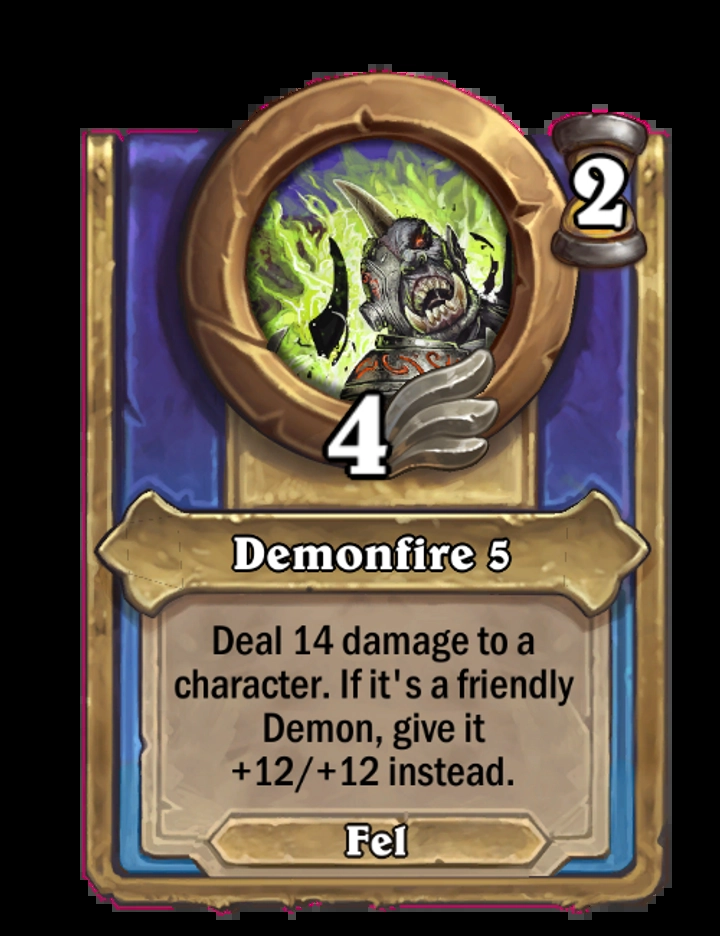 2
4
Demonfire 5
Deal 14 damage to a
character. If it's a friendly
Demon, give it
+12/+12 instead.
Fel